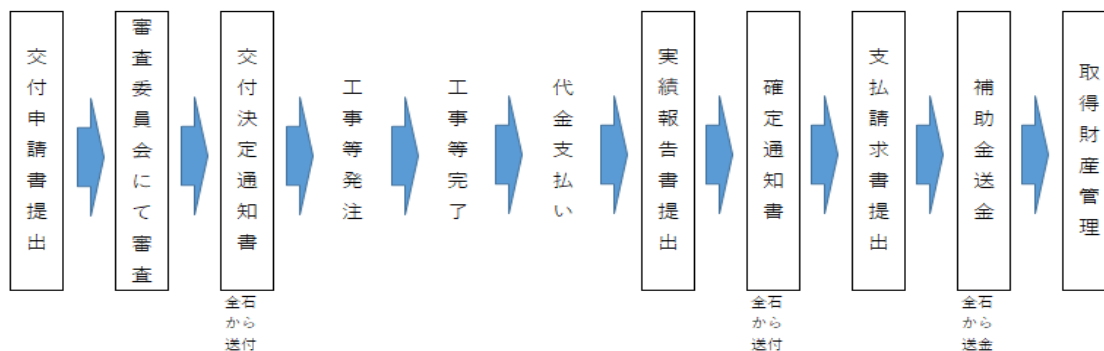 交付申請書提出
審査委員会にて審査
交付決定通知書
工事等発注
工事等完了
代金支払い
実績報告書提出
確定通知書
支払請求書提出
補助金送金
取得財産管理
全石
から
送付
全石
から
送付
全石
から
送金